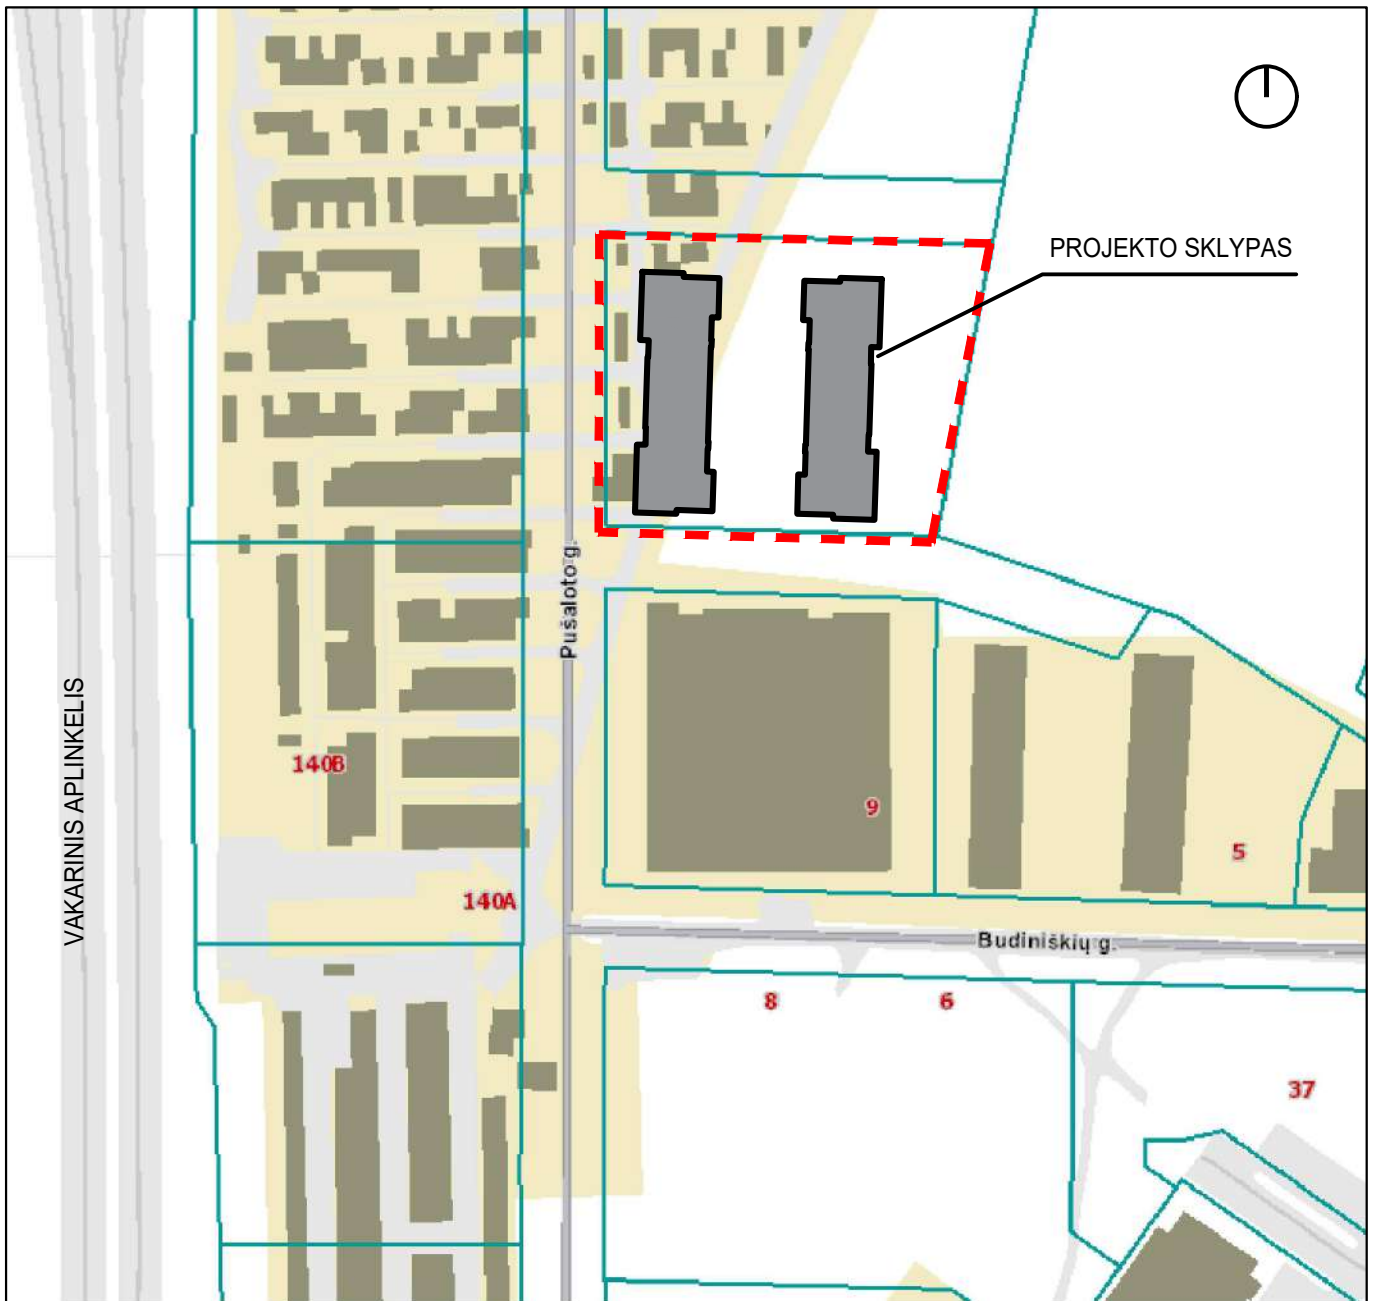 PROJEKTO SKLYPAS
Pušaloto g.
VAKARINIS APLINKELIS
140B
9
5
140A
Budiniškių g.
8
6
37